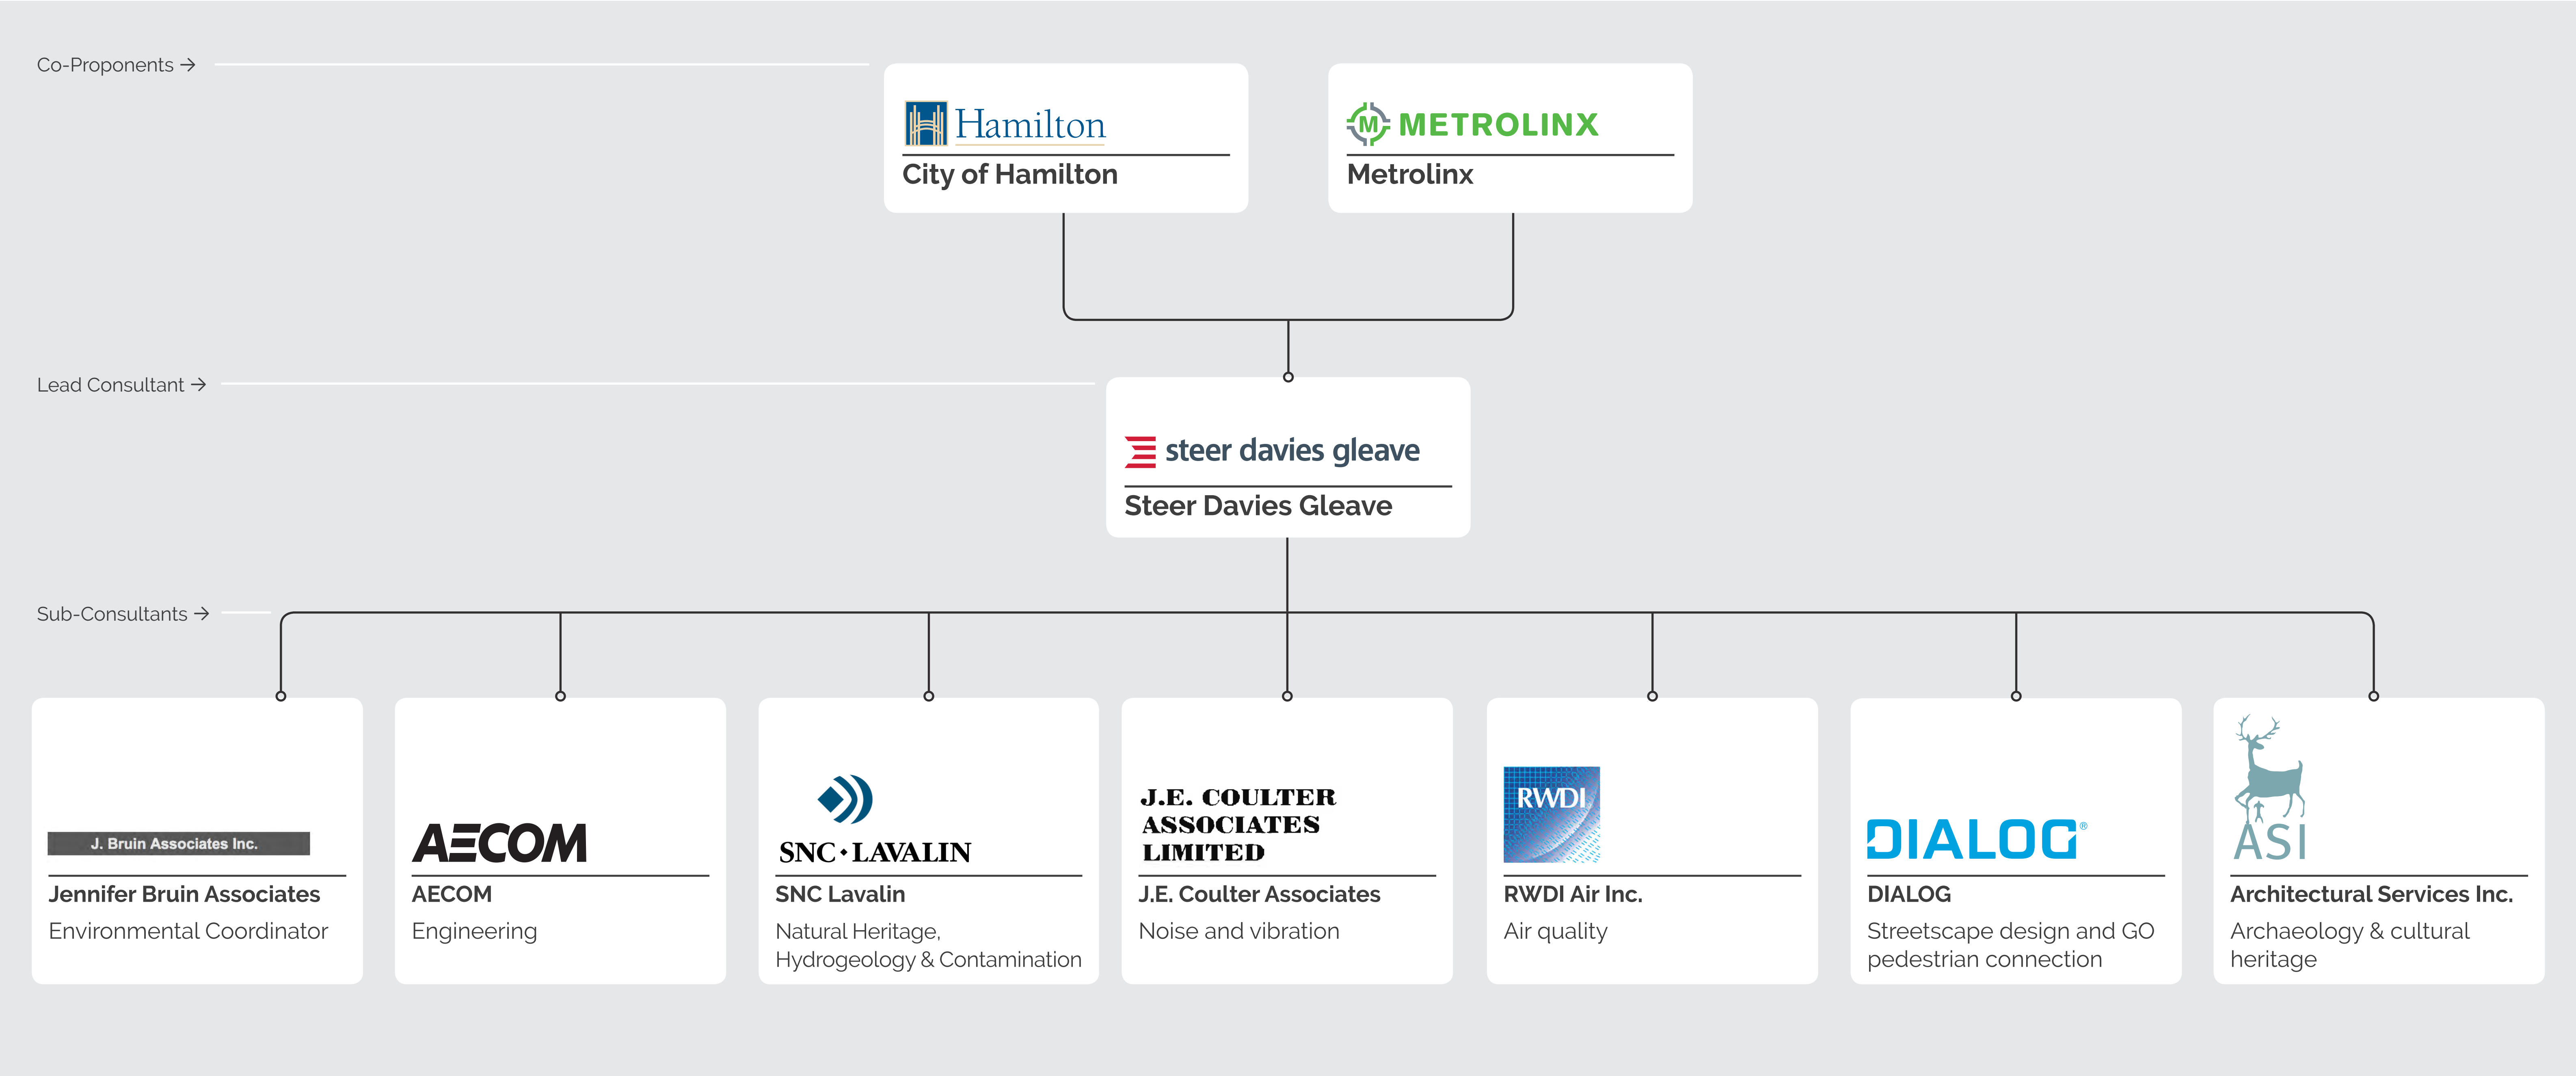 Co-Proponents →
Hamilton
City of Hamilton
M METROLINX
Metrolinx
Lead Consultant →
steer davies gleave
Steer Davies Gleave
Sub-Consultants →
J. Bruin Associates Inc.
Jennifer Bruin Associates
Environmental Coordinator
AECOM
AECOM
Engineering
SNC • LAVALIN
SNC Lavalin
Natural Heritage,
Hydrogeology & Contamination
J.E. COULTER
ASSOCIATES
LIMITED
J.E. Coulter Associates
Noise and vibration
RWDI
RWDI Air Inc.
Air quality
DIALOG®
DIALOG
Streetscape design and GO
pedestrian connection
ASI
Architectural Services Inc.
Archaeology & cultural
heritage